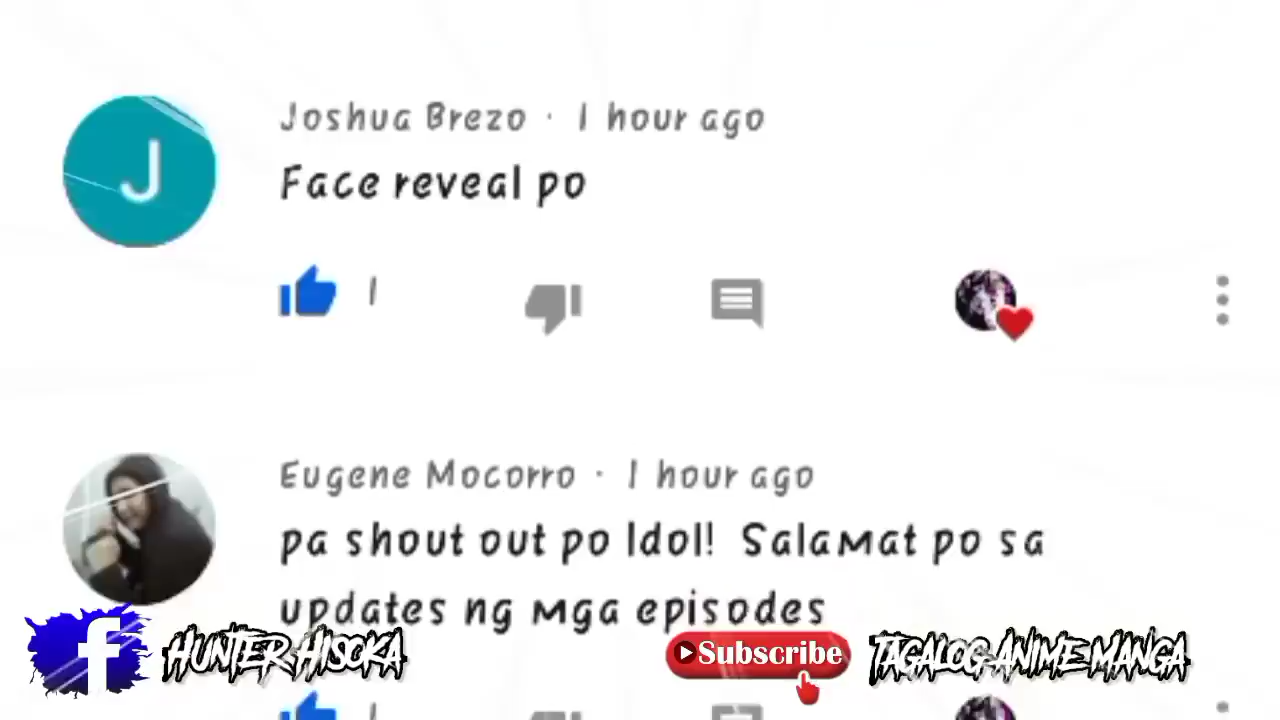 J
Joshua Brezo · 1 hour ago
Face reveal po
1
Eugene Mocorro · 1 hour ago
pa shout out po Idol! Salamat po sa
updates ng mga episodes
f HUNTER HISOKA
Subscribe TAGALOG ANIME MANGA
1